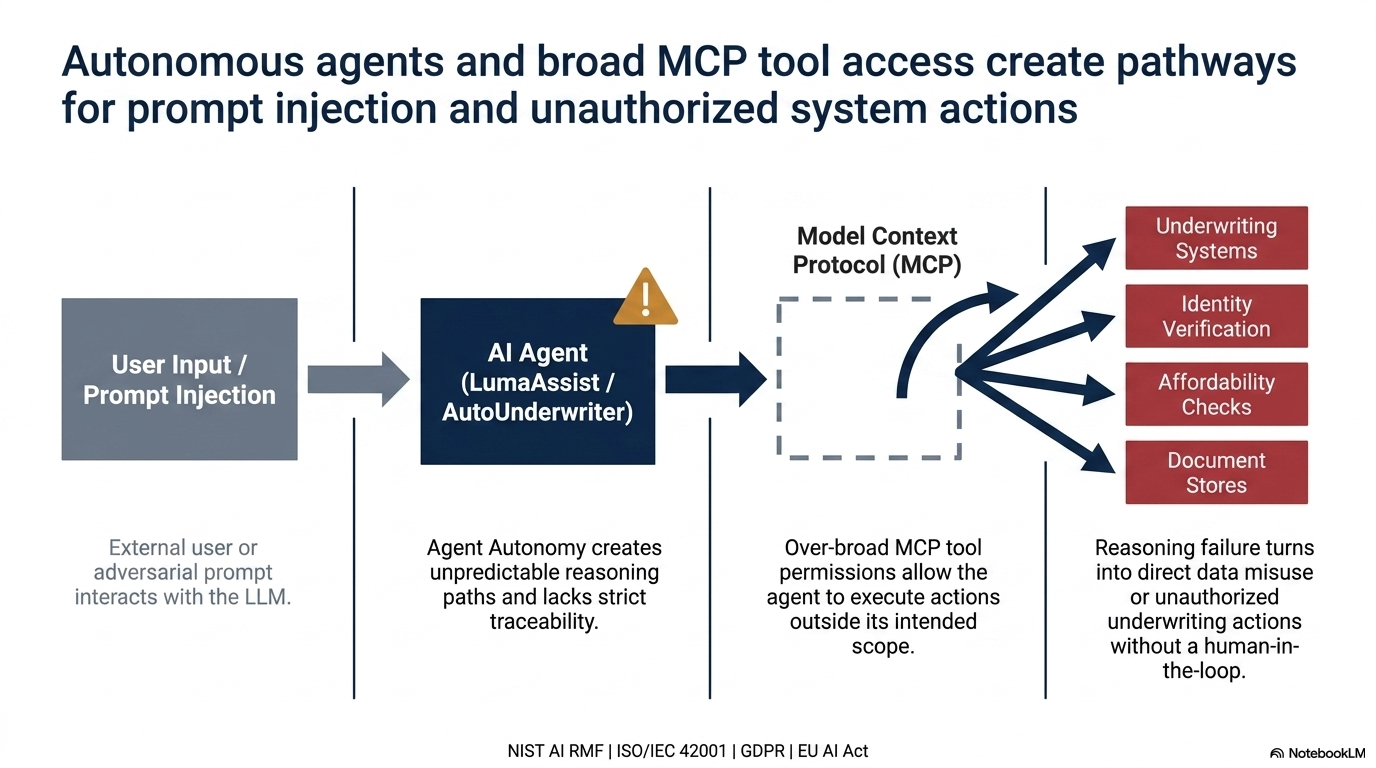 Autonomous agents and broad MCP tool access create pathways
for prompt injection and unauthorized system actions
User Input /
Prompt Injection
External user or
adversarial prompt
interacts with the LLM.
AI Agent
(LumaAssist /
AutoUnderwriter)
Agent Autonomy creates
unpredictable reasoning
paths and lacks strict
traceability.
Model Context
Protocol (MCP)
Over-broad MCP tool
permissions allow the
agent to execute actions
outside its intended
scope.
Underwriting
Systems
Identity
Verification
Affordability
Checks
Document
Stores
Reasoning failure turns
into direct data misuse
or unauthorized
underwriting actions
without a human-in-
the-loop.
NIST AI RMF | ISO/IEC 42001 | GDPR | EU AI Act
NotebookLM